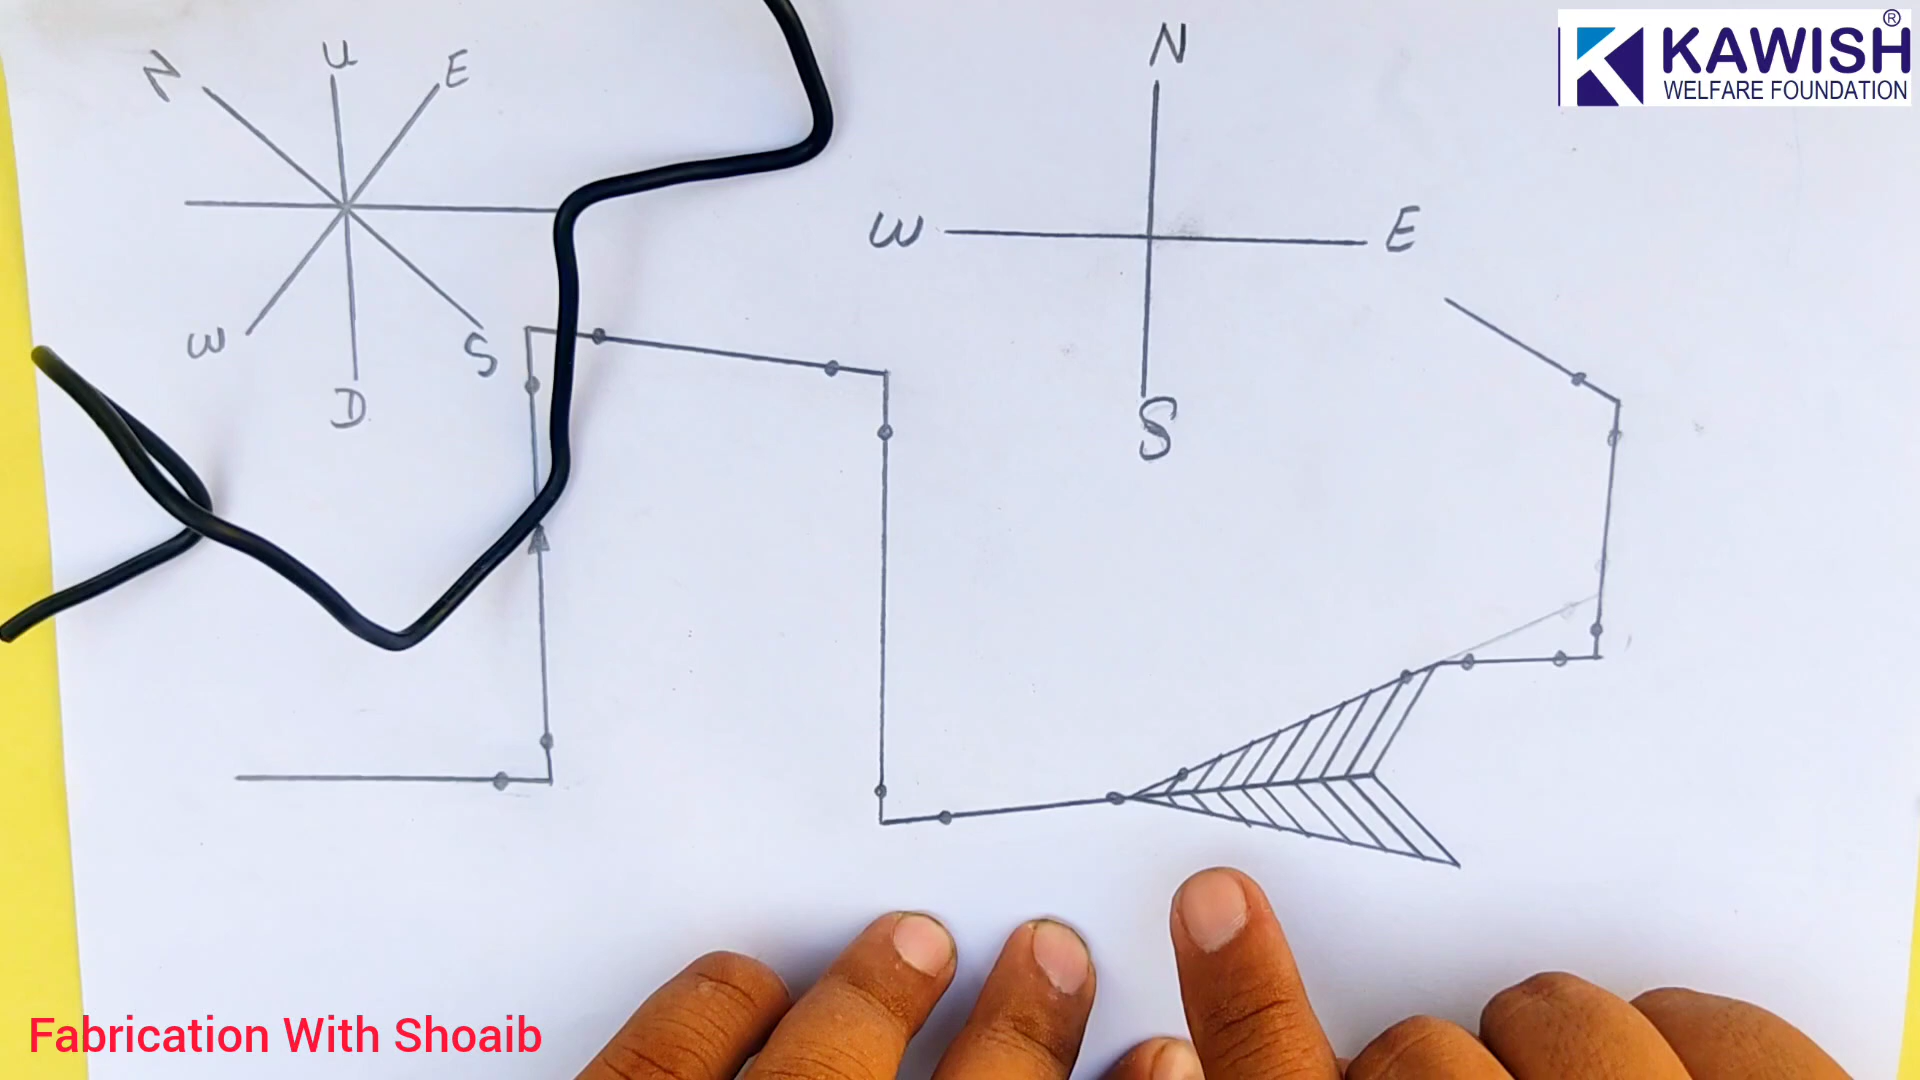 N
U
E
W
S
D
N
W
E
S
KAWISH®
WELFARE FOUNDATION
Fabrication With Shoaib